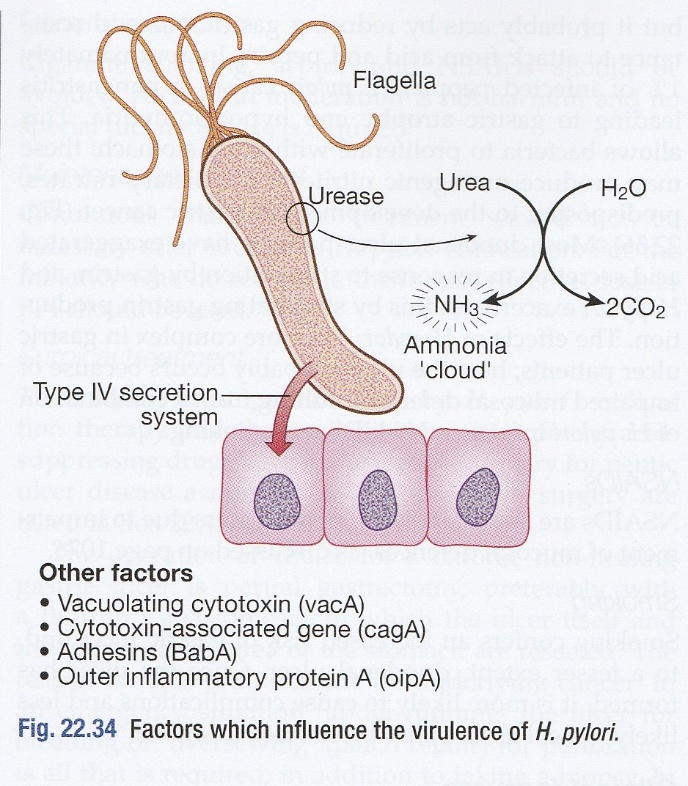 Flagella
Urease
Urea
H2O
NH3
2CO2
Ammonia
'cloud'
Type IV secretion
system
Other factors
• Vacuolating cytotoxin (vacA)
• Cytotoxin-associated gene (cagA)
• Adhesins (BabA)
• Outer inflammatory protein A (oipA)
Fig. 22.34 Factors which influence the virulence of H. pylori.